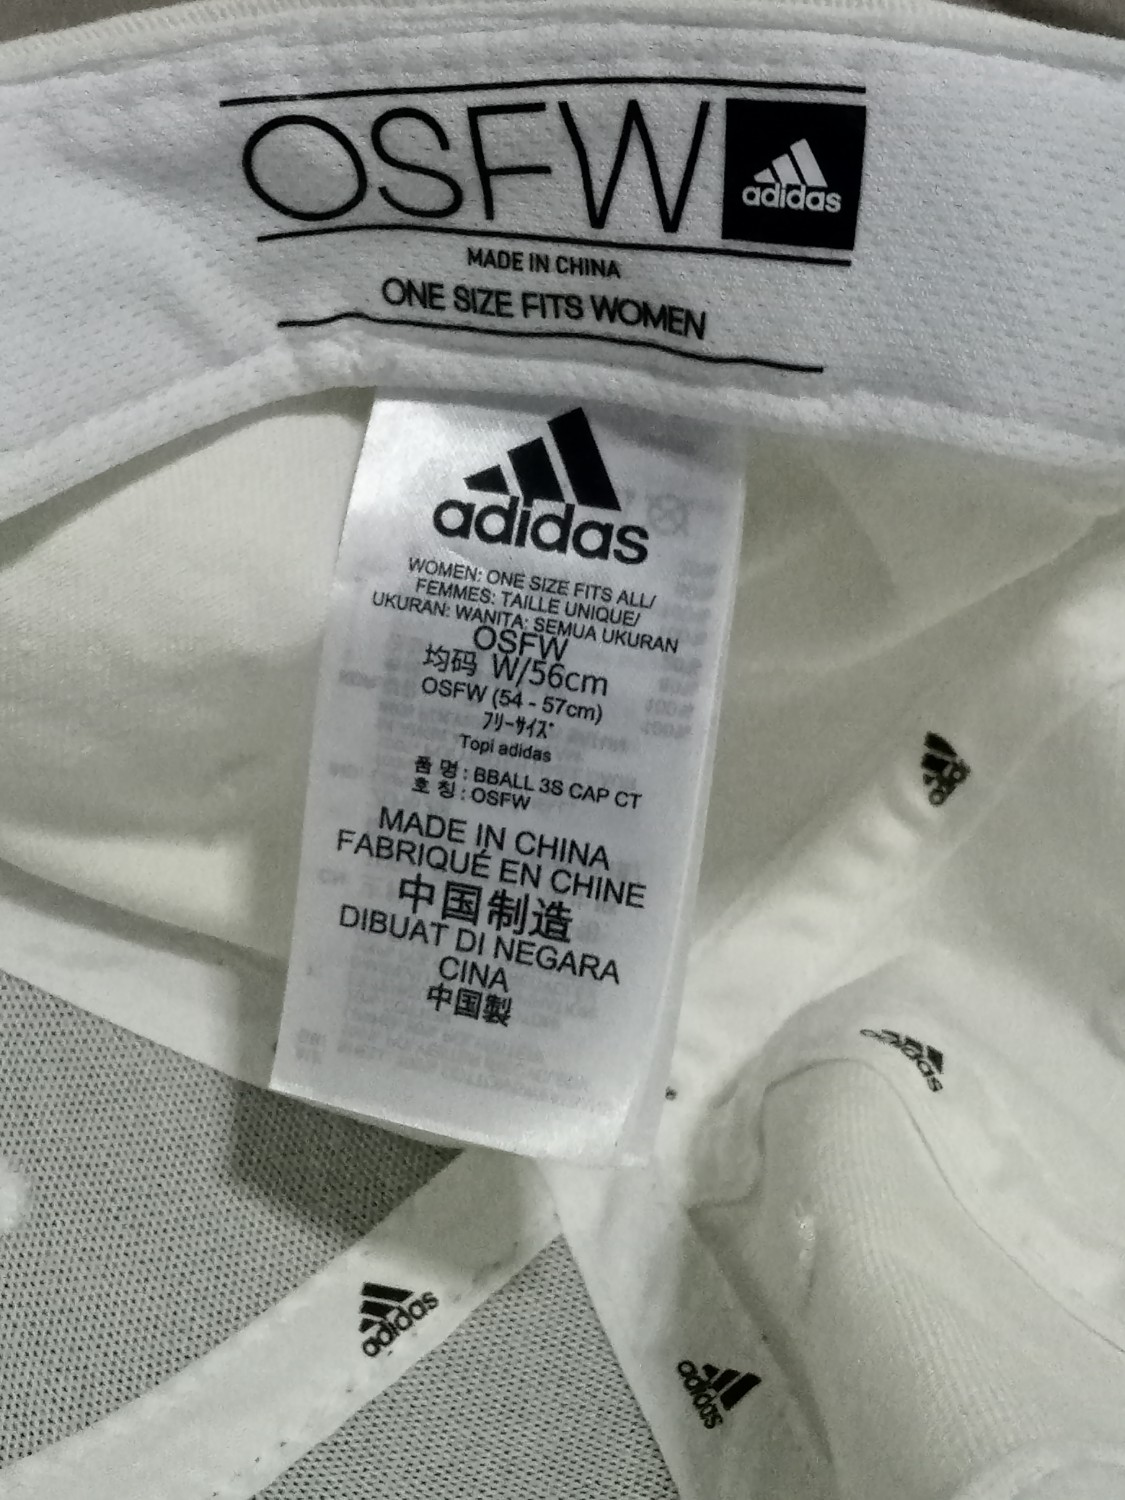 OSFW
adidas
MADE IN CHINA
ONE SIZE FITS WOMEN
adidas
WOMEN: ONE SIZE FITS ALL/
FEMMES: TAILLE UNIQUE/
UKURAN: WANITA: SEMUA UKURAN
OSFW
均码 W/56cm
OSFW (54 - 57cm)
ﾌﾘｰｻｲｽﾞ
Topi adidas
품 명 : BBALL 3S CAP CT
호 칭 : OSFW
MADE IN CHINA
FABRIQUÉ EN CHINE
中国制造
DIBUAT DI NEGARA
CINA
中国製
adidas
adidas
adidas